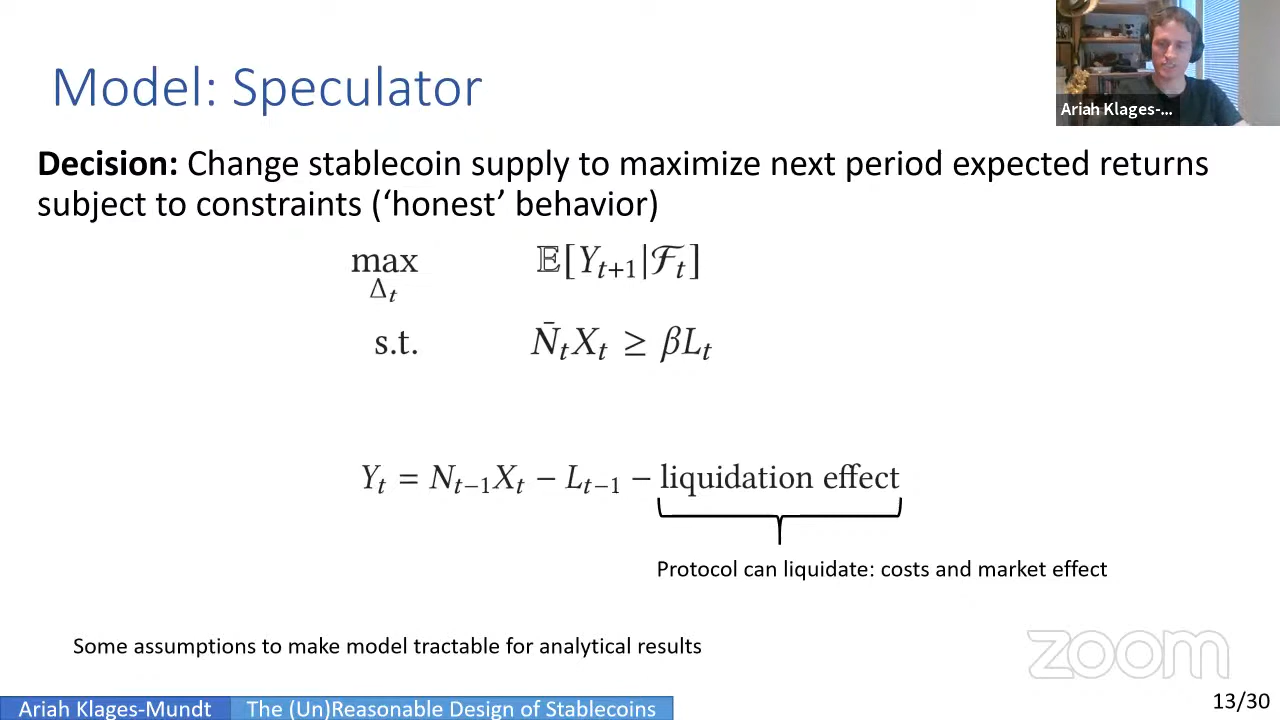 Ariah Klages-...
Model: Speculator
Decision: Change stablecoin supply to maximize next period expected returns
subject to constraints (‘honest’ behavior)
max 𝔼[Y_{t+1}|ℱ_t]
Δ_t
s.t. N̄_t X_t ≥ βL_t
Y_t = N_{t−1}X_t − L_{t−1} − liquidation effect
Protocol can liquidate: costs and market effect
Some assumptions to make model tractable for analytical results
zoom
13/30
Ariah Klages-Mundt The (Un)Reasonable Design of Stablecoins